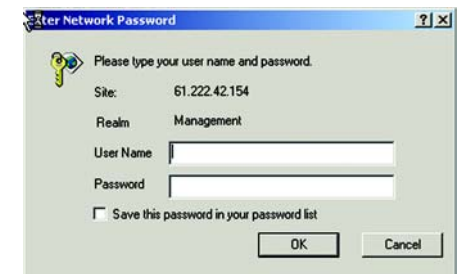 Enter Network Password
Please type your user name and password.
Site: 61.222.42.154
Realm Management
User Name
Password
Save this password in your password list
OK Cancel